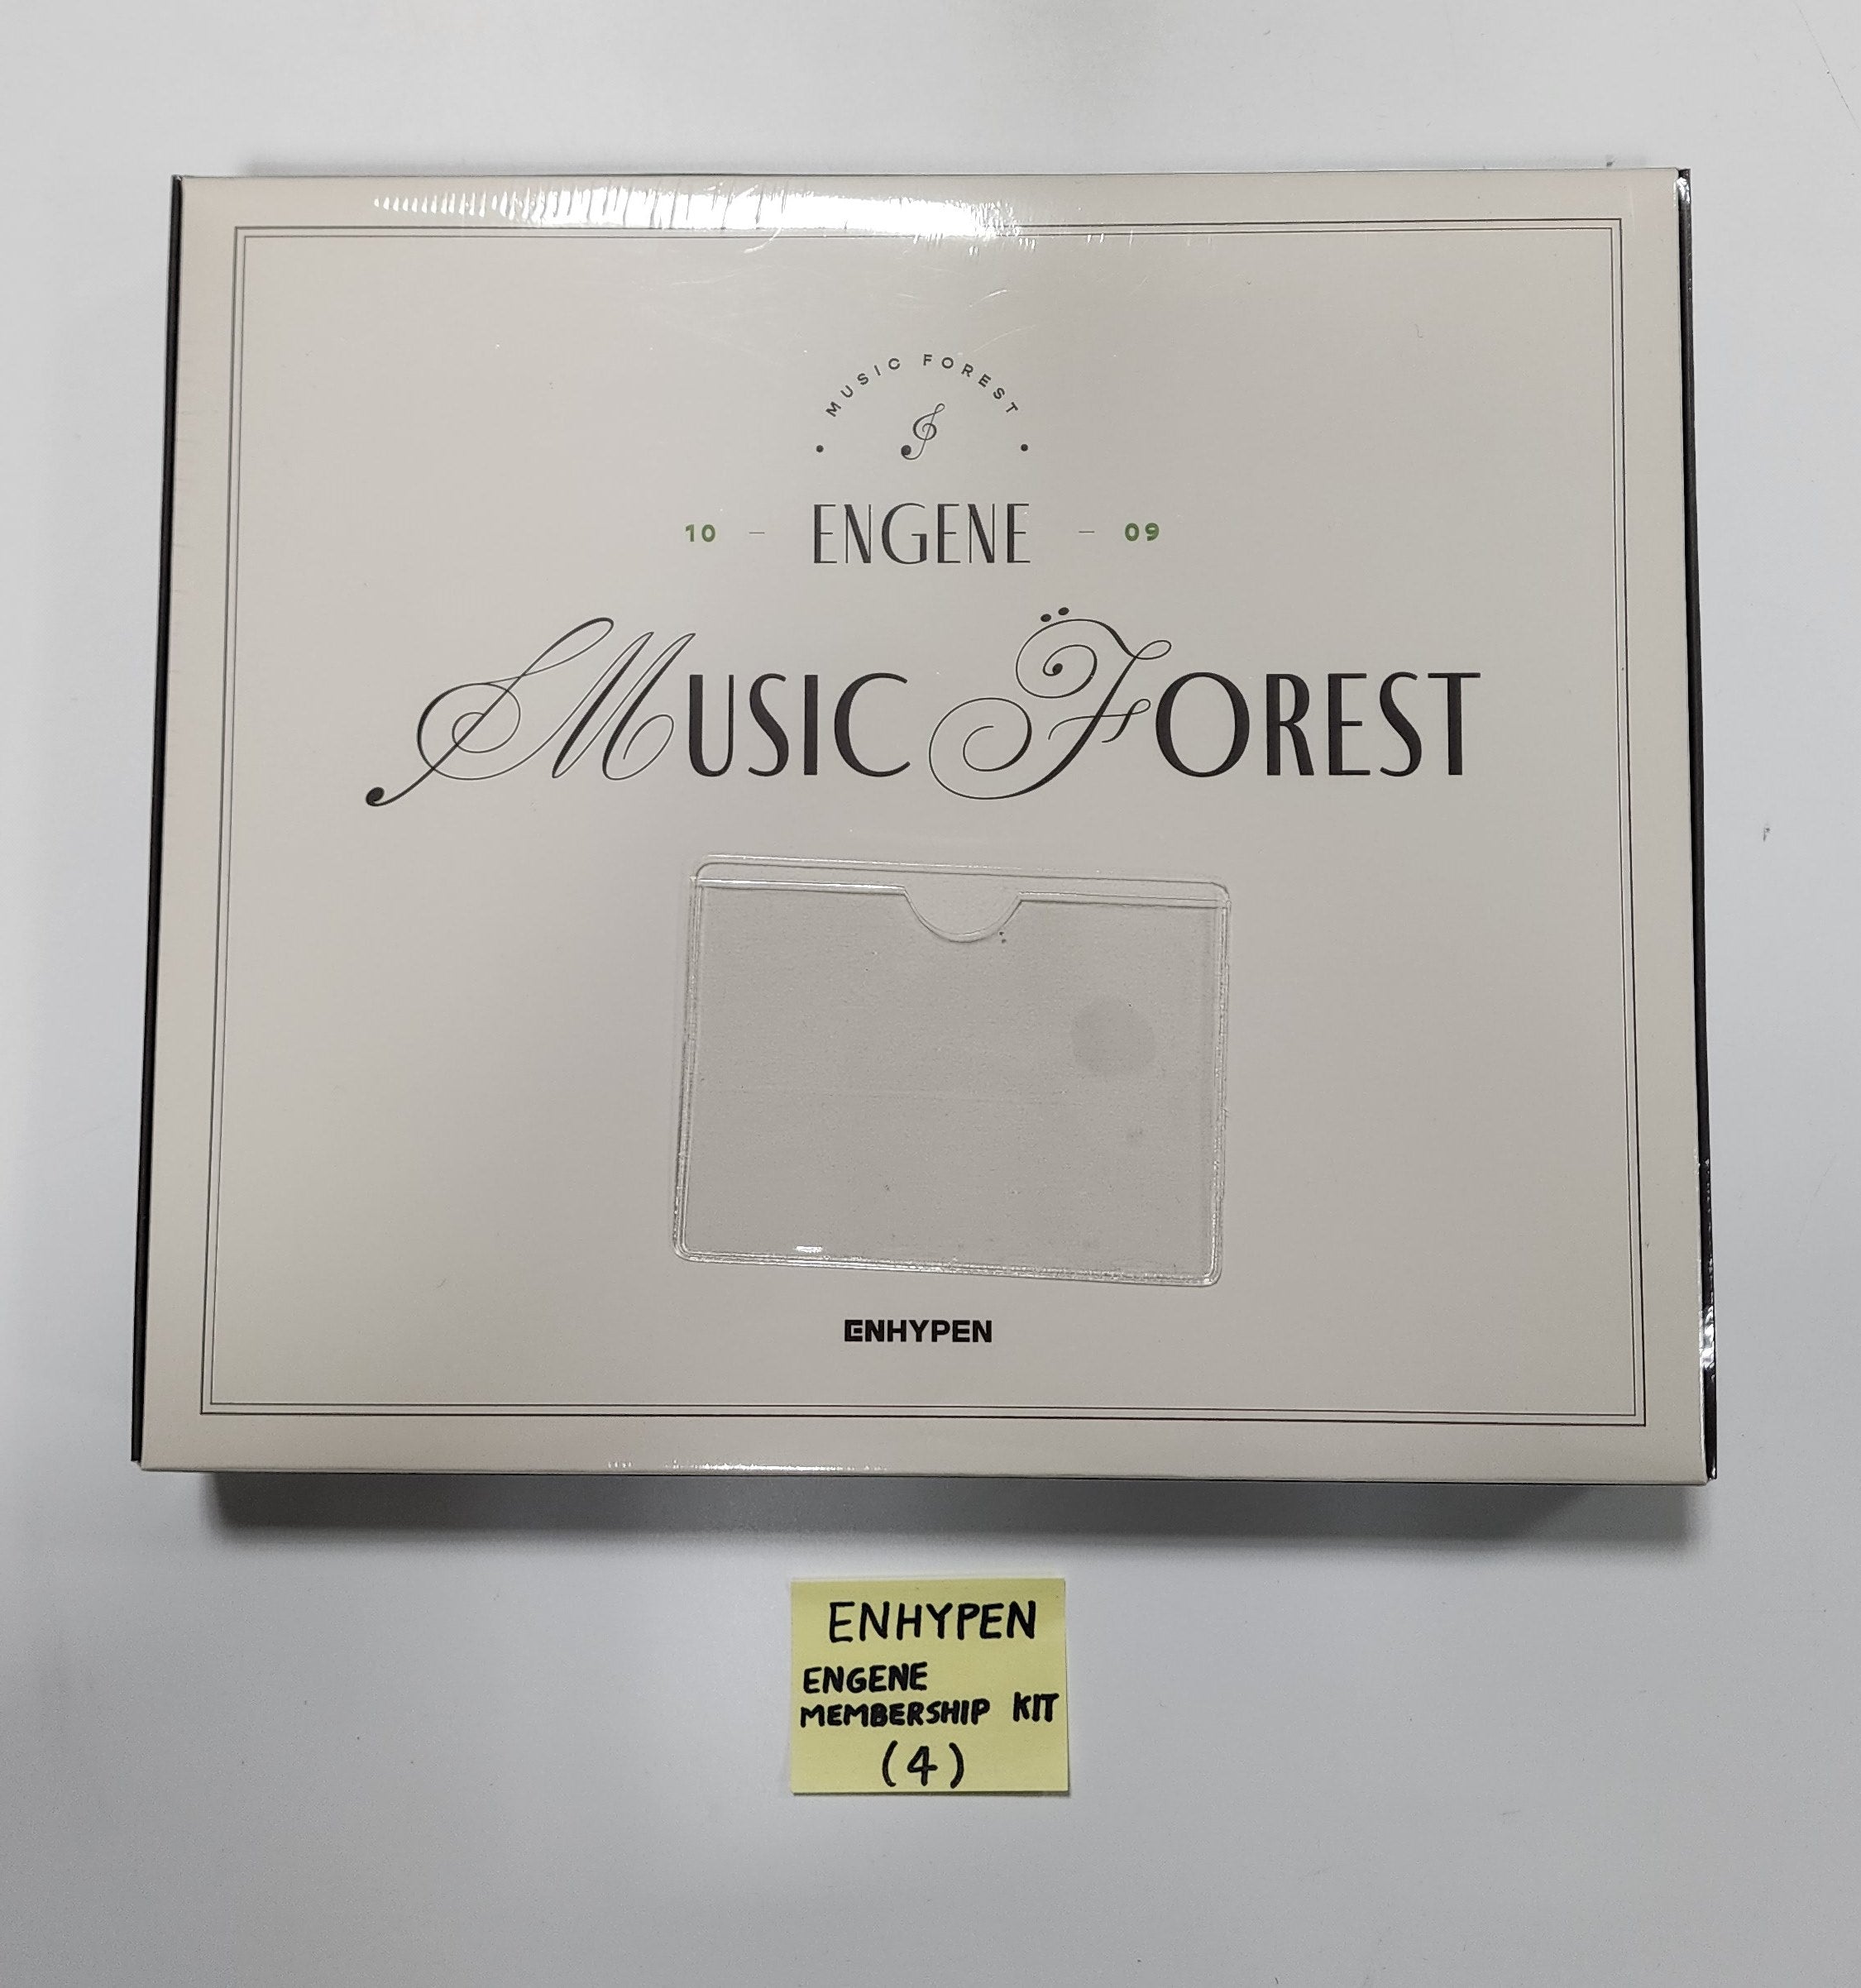 MUSIC FOREST
10 - ENGENE - 09
MUSIC FOREST
ENHYPEN
ENHYPEN
ENGENE
MEMBERSHIP KIT
(4)